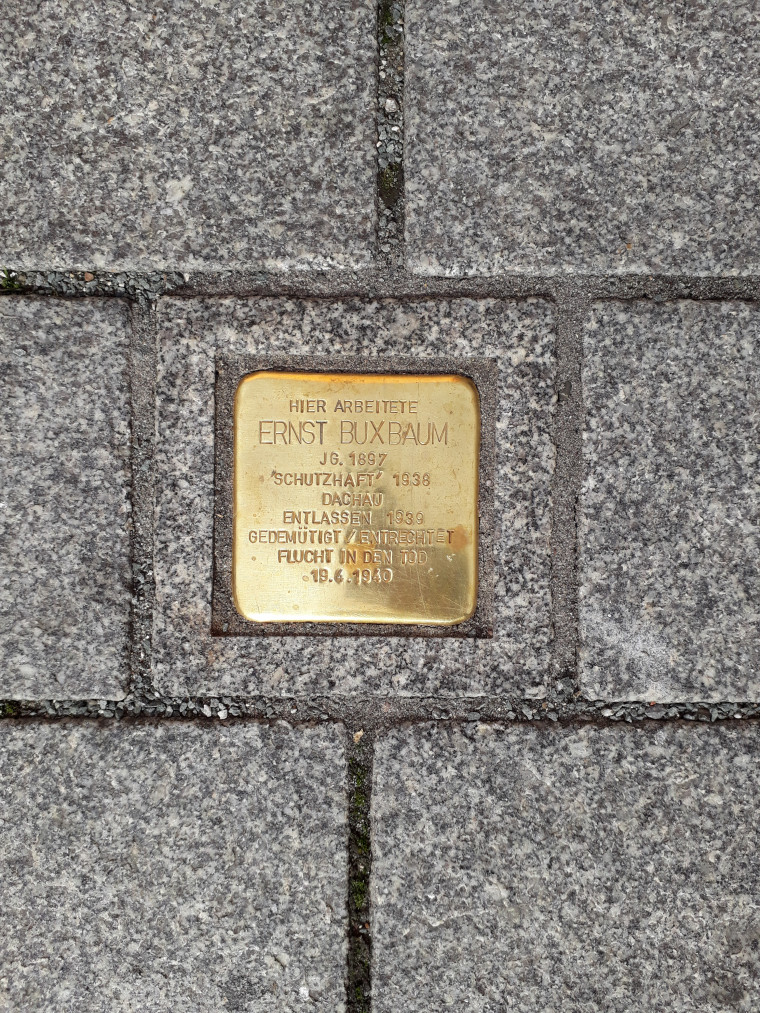 HIER ARBEITETE
ERNST BUXBAUM
JG. 1897
'SCHUTZHAFT' 1938
DACHAU
ENTLASSEN 1939
GEDEMÜTIGT / ENTRECHTET
FLUCHT IN DEN TOD
19.6.1940